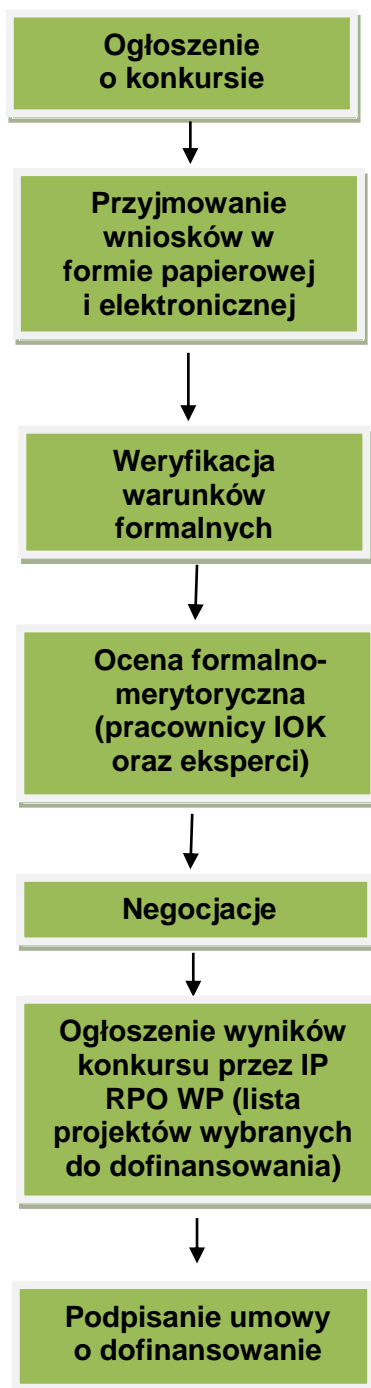 Ogłoszenie
o konkursie
Przyjmowanie
wniosków w
formie papierowej
i elektronicznej
Weryfikacja
warunków
formalnych
Ocena formalno-
merytoryczna
(pracownicy IOK
oraz eksperci)
Negocjacje
Ogłoszenie wyników
konkursu przez IP
RPO WP (lista
projektów wybranych
do dofinansowania)
Podpisanie umowy
o dofinansowanie